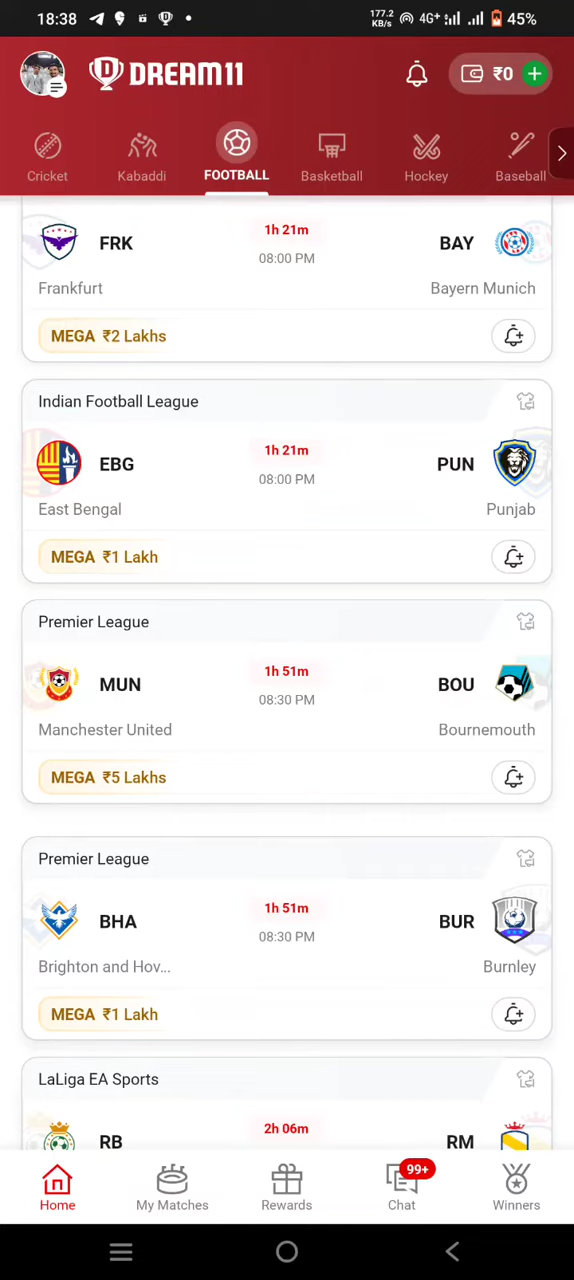 18:38
177.2 KB/s 4G+ 45%
DREAM11
₹0
Cricket
Kabaddi
FOOTBALL
Basketball
Hockey
Baseball
FRK 1h 21m BAY
08:00 PM
Frankfurt Bayern Munich
MEGA ₹2 Lakhs
Indian Football League
EBG 1h 21m PUN
08:00 PM
East Bengal Punjab
MEGA ₹1 Lakh
Premier League
MUN 1h 51m BOU
08:30 PM
Manchester United Bournemouth
MEGA ₹5 Lakhs
Premier League
BHA 1h 51m BUR
08:30 PM
Brighton and Hov... Burnley
MEGA ₹1 Lakh
LaLiga EA Sports
RB 2h 06m RM
99+
Home My Matches Rewards Chat Winners